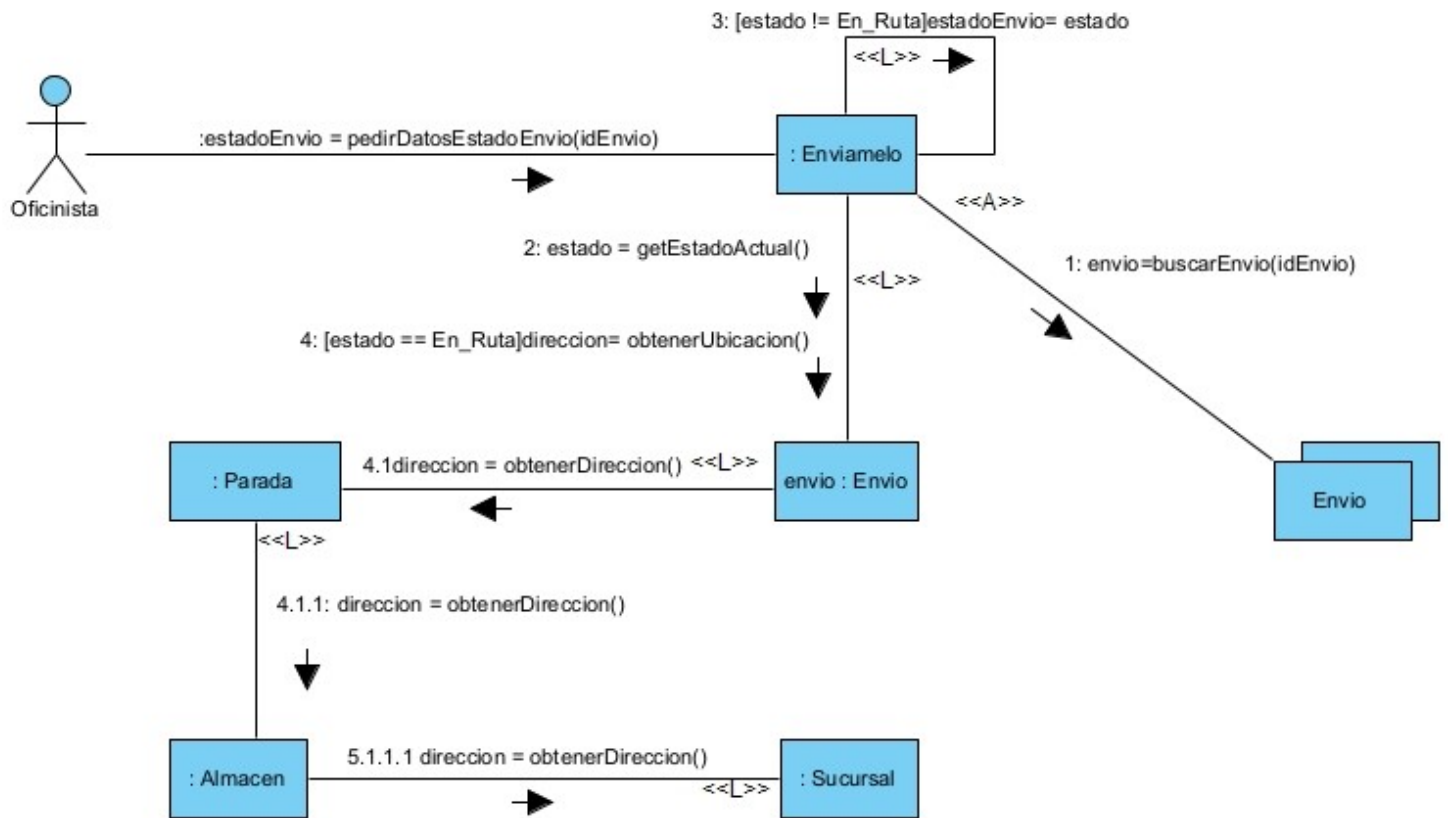 3: [estado != En_Ruta]estadoEnvio= estado
<<L>>
:estadoEnvio = pedirDatosEstadoEnvio(idEnvio)
: Enviamelo
Oficinista
<<A>>
2: estado = getEstadoActual()
1: envio=buscarEnvio(idEnvio)
<<L>>
4: [estado == En_Ruta]direccion= obtenerUbicacion()
4.1direccion = obtenerDireccion()
<<L>>
: Parada
envio : Envio
Envio
<<L>>
4.1.1: direccion = obtenerDireccion()
5.1.1.1 direccion = obtenerDireccion()
: Almacen
<<L>>
: Sucursal